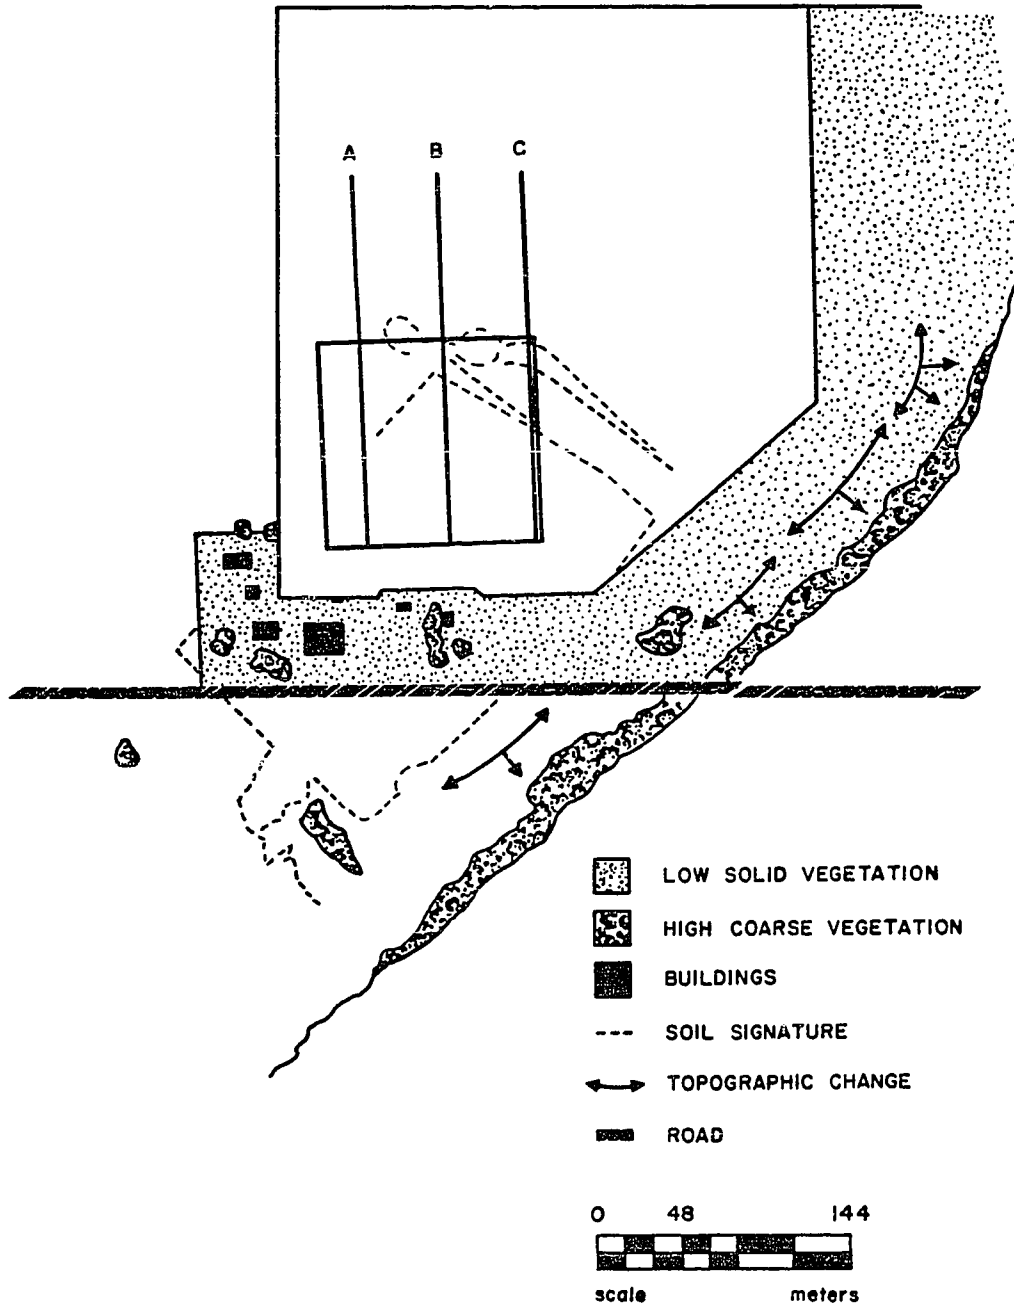 A B C
LOW SOLID VEGETATION
HIGH COARSE VEGETATION
BUILDINGS
SOIL SIGNATURE
TOPOGRAPHIC CHANGE
ROAD
0 48 144
scale meters